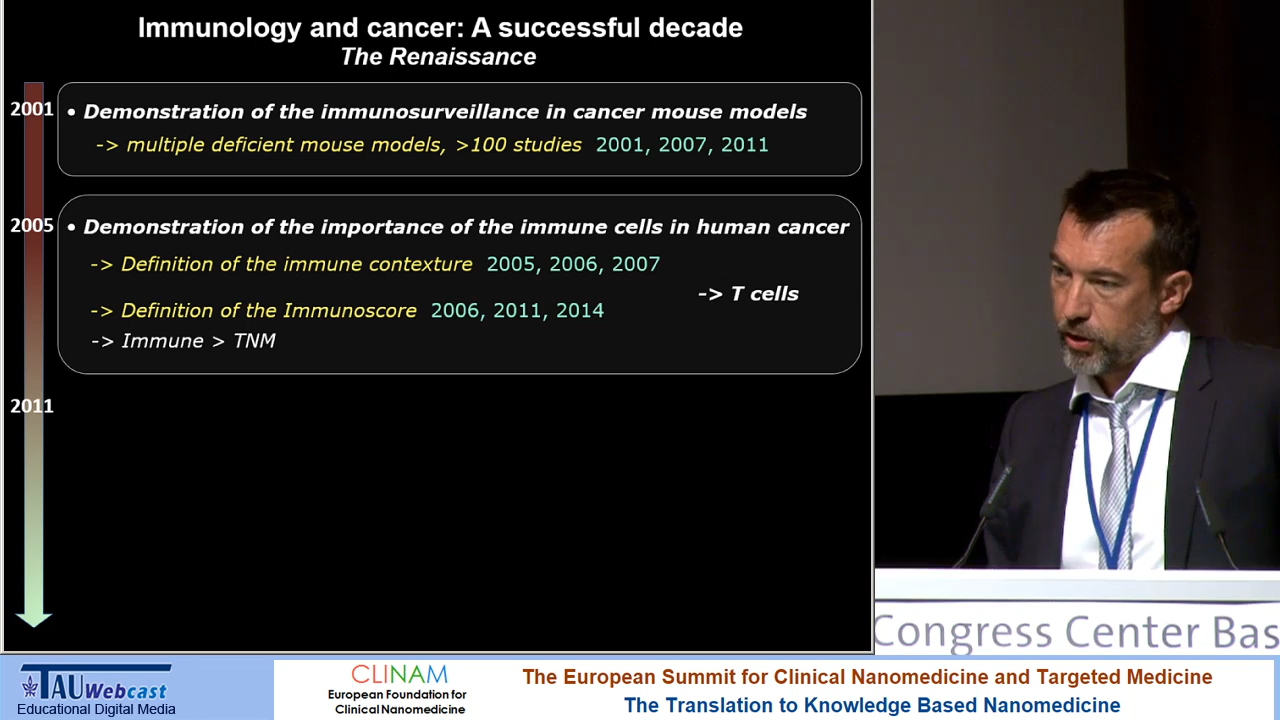 Immunology and cancer: A successful decade
The Renaissance
2001
• Demonstration of the immunosurveillance in cancer mouse models
-> multiple deficient mouse models, >100 studies 2001, 2007, 2011
2005
• Demonstration of the importance of the immune cells in human cancer
-> Definition of the immune contexture 2005, 2006, 2007
-> T cells
-> Definition of the Immunoscore 2006, 2011, 2014
-> Immune > TNM
2011
Congress Center Bas
TAU Webcast
Educational Digital Media
CLINAM
European Foundation for
Clinical Nanomedicine
The European Summit for Clinical Nanomedicine and Targeted Medicine
The Translation to Knowledge Based Nanomedicine